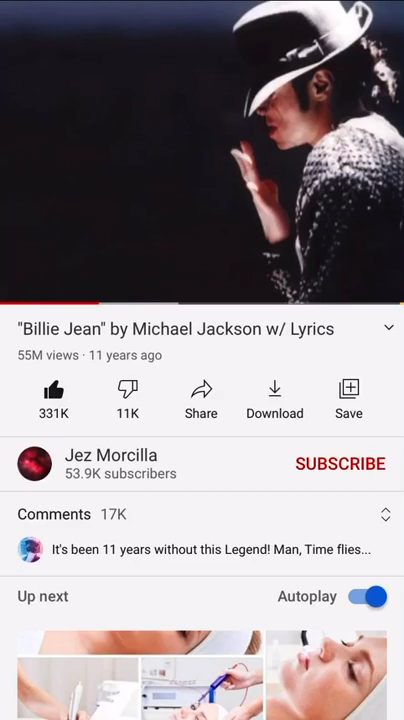 "Billie Jean" by Michael Jackson w/ Lyrics
55M views · 11 years ago
331K
11K
Share
Download
Save
Jez Morcilla
53.9K subscribers
SUBSCRIBE
Comments 17K
It's been 11 years without this Legend! Man, Time flies...
Up next
Autoplay